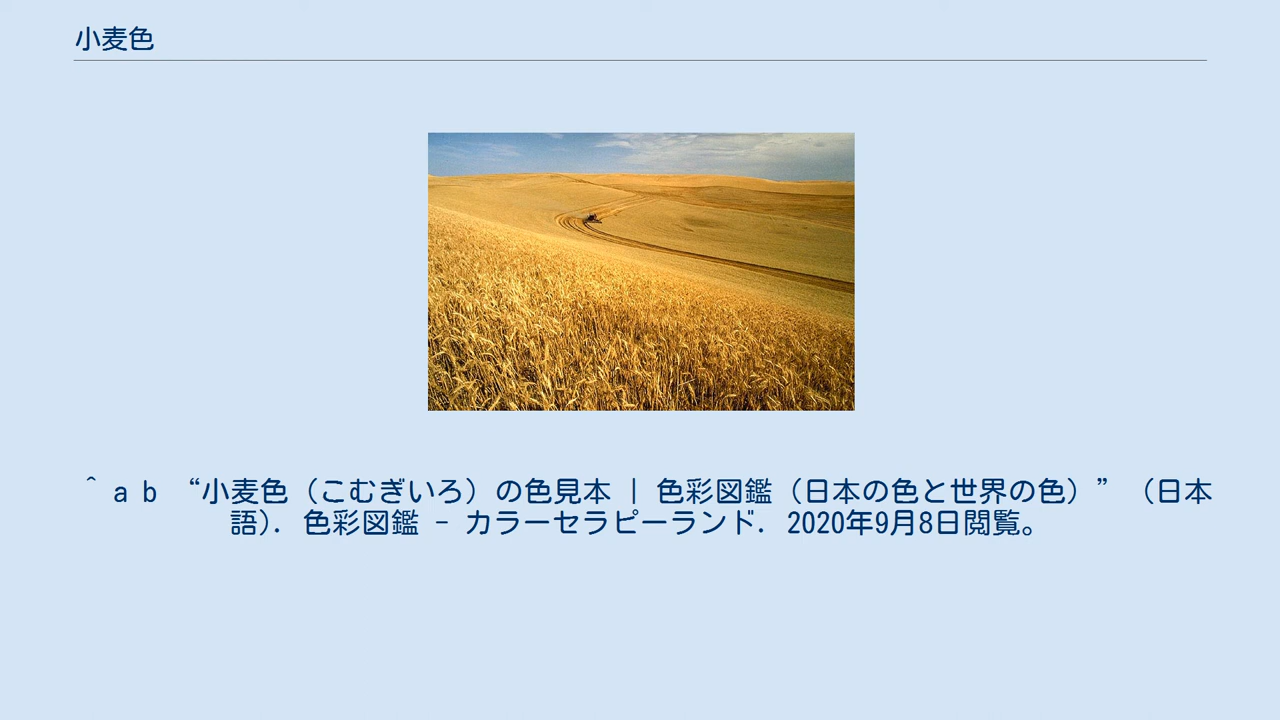 小麦色
^ a b “小麦色（こむぎいろ）の色見本 | 色彩図鑑（日本の色と世界の色）” （日本
語). 色彩図鑑 - カラーセラピーランド. 2020年9月8日閲覧。